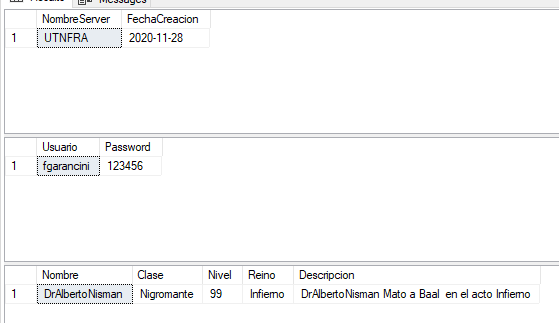 Messages
NombreServer FechaCreacion
1 UTNFRA 2020-11-28
Usuario Password
1 fgarancini 123456
Nombre Clase Nivel Reino Descripcion
1 DrAlbertoNisman Nigromante 99 Infierno DrAlbertoNisman Mato a Baal en el acto Infierno